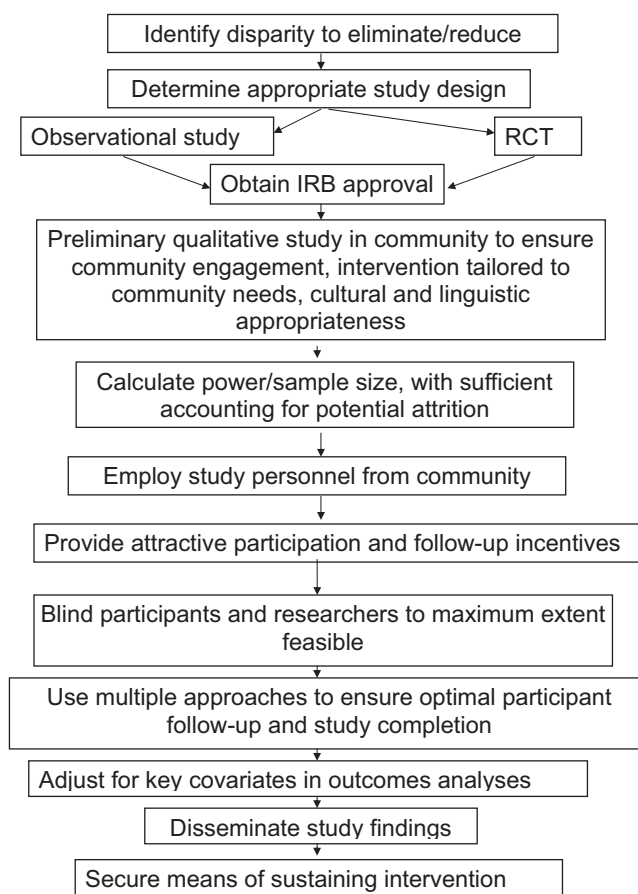 Identify disparity to eliminate/reduce
Determine appropriate study design
Observational study
RCT
Obtain IRB approval
Preliminary qualitative study in community to ensure
community engagement, intervention tailored to
community needs, cultural and linguistic
appropriateness
Calculate power/sample size, with sufficient
accounting for potential attrition
Employ study personnel from community
Provide attractive participation and follow-up incentives
Blind participants and researchers to maximum extent
feasible
Use multiple approaches to ensure optimal participant
follow-up and study completion
Adjust for key covariates in outcomes analyses
Disseminate study findings
Secure means of sustaining intervention